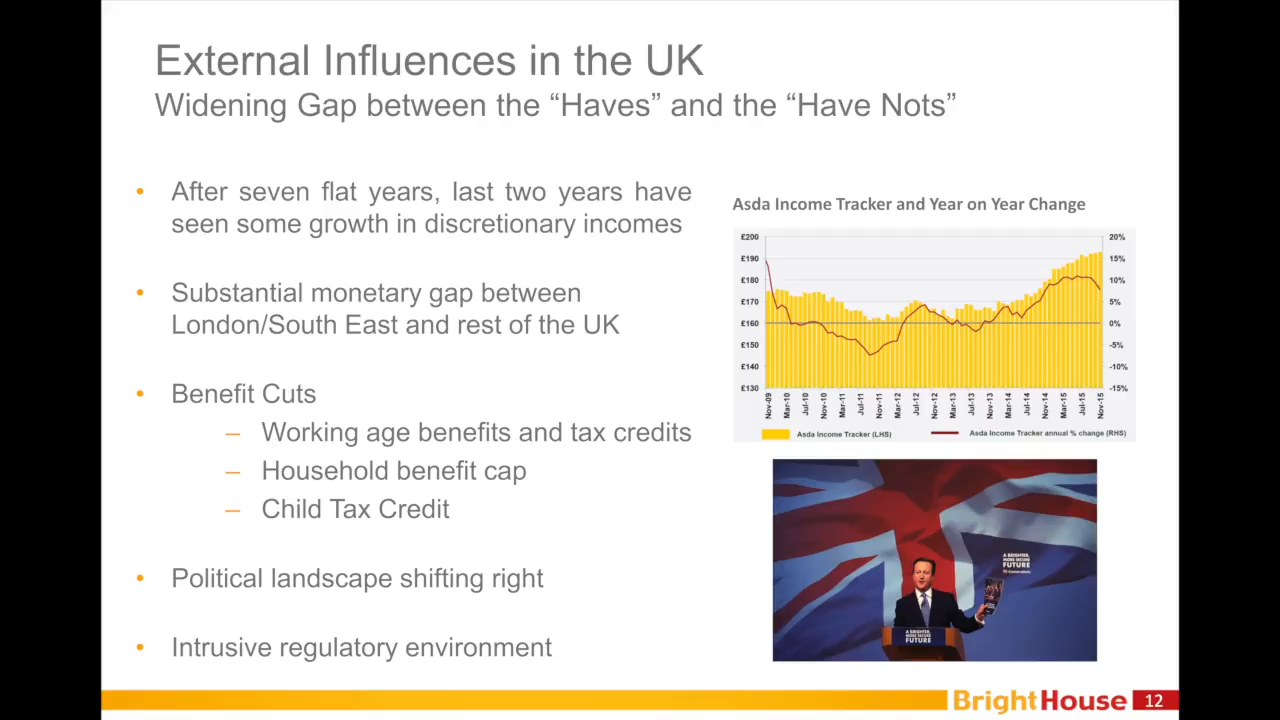 External Influences in the UK
Widening Gap between the “Haves” and the “Have Nots”
• After seven flat years, last two years have
seen some growth in discretionary incomes
• Substantial monetary gap between
London/South East and rest of the UK
• Benefit Cuts
– Working age benefits and tax credits
– Household benefit cap
– Child Tax Credit
• Political landscape shifting right
• Intrusive regulatory environment
Asda Income Tracker and Year on Year Change
£200 20%
£190 15%
£180 10%
£170 5%
£160 0%
£150 -5%
£140 -10%
£130 -15%
Nov-09 Mar-10 Jul-10 Nov-10 Mar-11 Jul-11 Nov-11 Mar-12 Jul-12 Nov-12 Mar-13 Jul-13 Nov-13 Mar-14 Jul-14 Nov-14 Mar-15 Jul-15 Nov-15
Asda Income Tracker (LHS) Asda Income Tracker annual % change (RHS)
A BRIGHTER,
MORE SECURE
FUTURE
Conservatives
A BRIGHTER,
MORE SECURE
FUTURE
BrightHouse 12